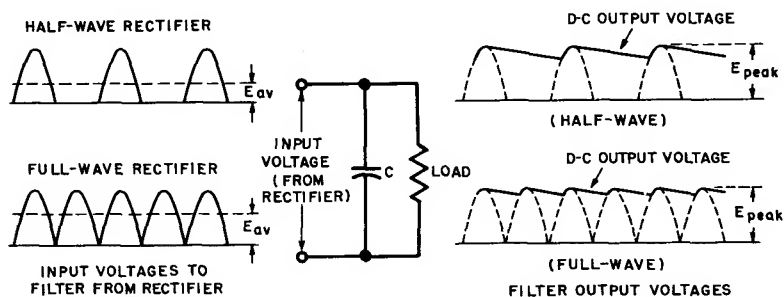 HALF-WAVE RECTIFIER
Eav
FULL-WAVE RECTIFIER
Eav
INPUT VOLTAGES TO
FILTER FROM RECTIFIER
INPUT
VOLTAGE
(FROM
RECTIFIER)
C
LOAD
D-C OUTPUT VOLTAGE
Epeak
(HALF-WAVE)
D-C OUTPUT VOLTAGE
Epeak
(FULL-WAVE)
FILTER OUTPUT VOLTAGES